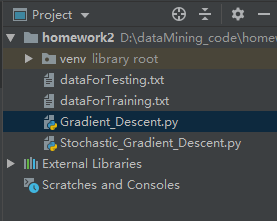 Project
homework2 D:\dataMining_code\home
venv library root
dataForTesting.txt
dataForTraining.txt
Gradient_Descent.py
Stochastic_Gradient_Descent.py
External Libraries
Scratches and Consoles